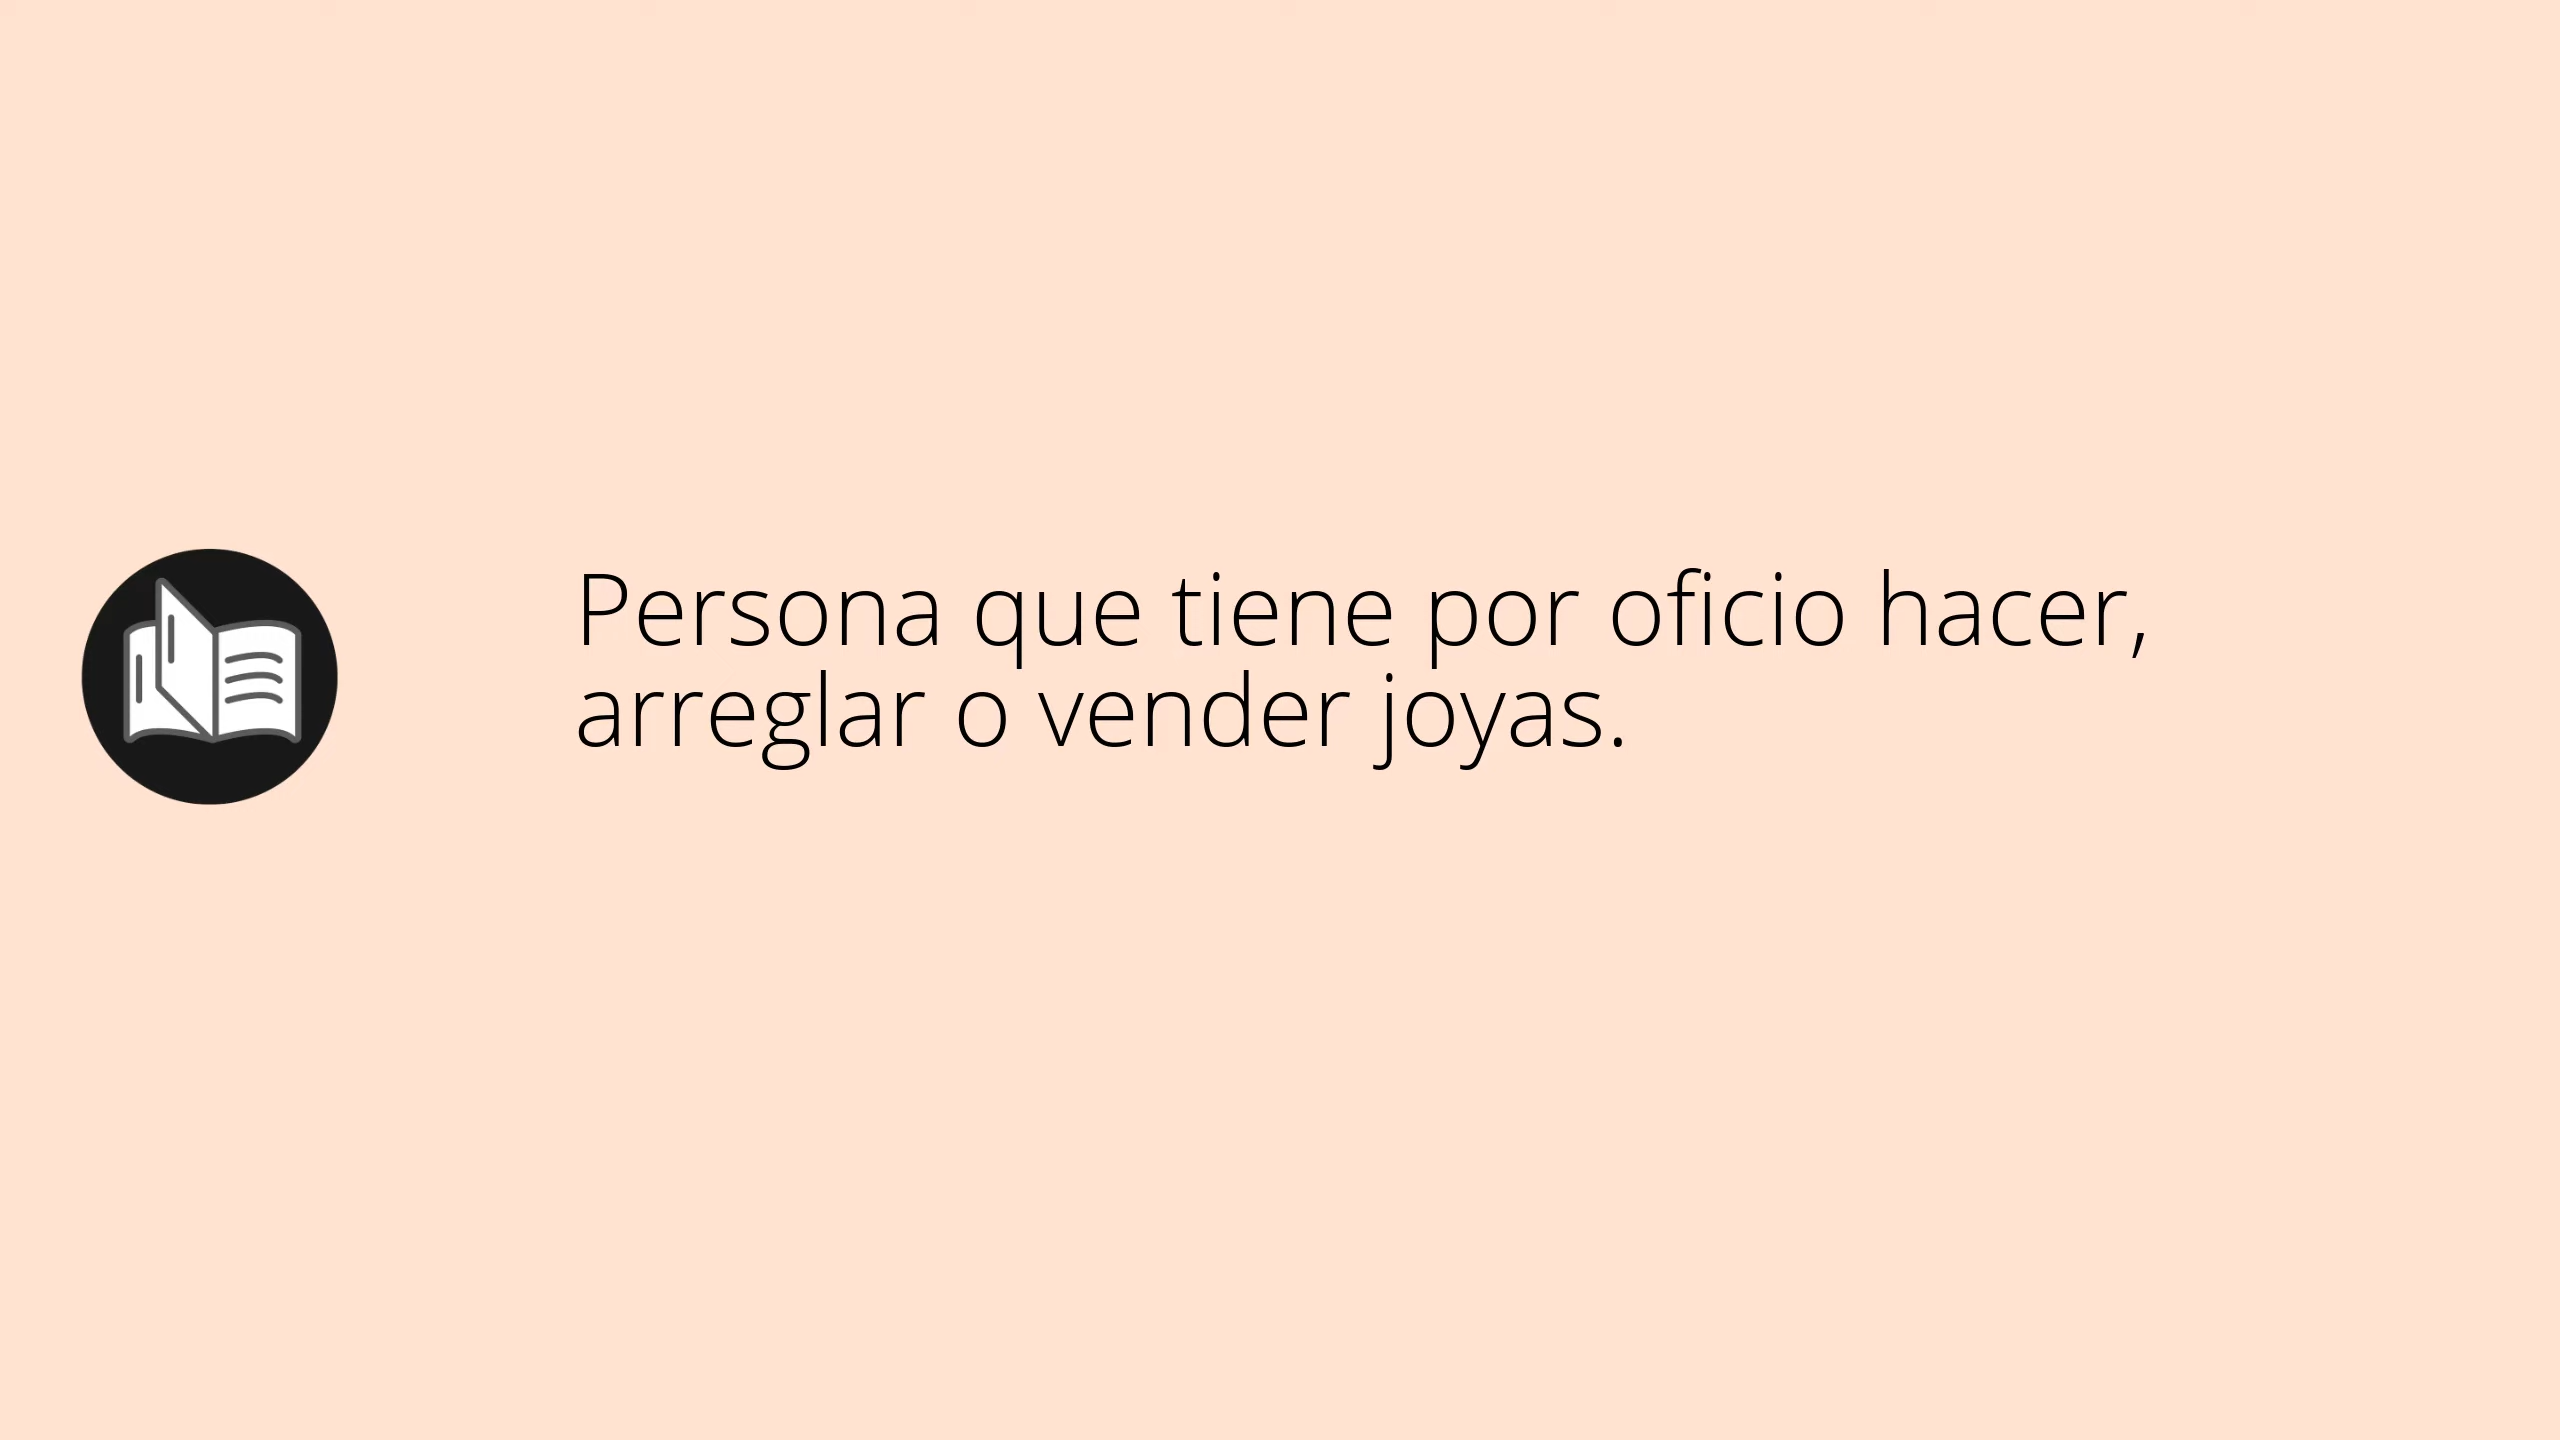 Persona que tiene por oficio hacer,
arreglar o vender joyas.